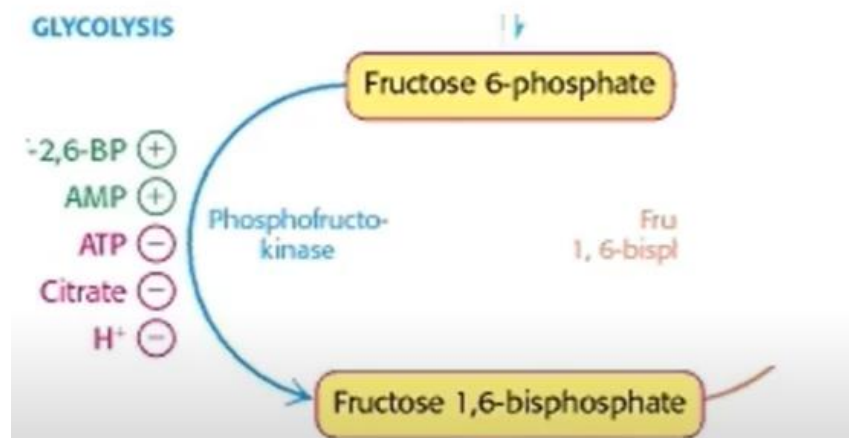 GLYCOLYSIS
Fructose 6-phosphate
-2,6-BP +
AMP +
ATP −
Citrate −
H⁺ −
Phosphofructo-
kinase
Fru
1, 6-bispl
Fructose 1,6-bisphosphate